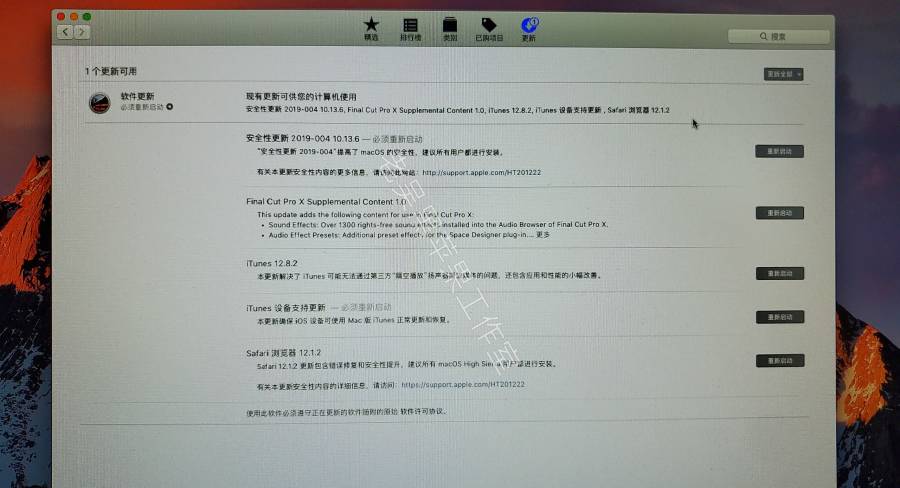 精选 排行榜 类别 已购项目 更新
1
搜索
1 个更新可用
更新全部
软件更新
必须重新启动
现有更新可供您的计算机使用
安全性更新 2019-004 10.13.6, Final Cut Pro X Supplemental Content 1.0, iTunes 12.8.2, iTunes 设备支持更新 , Safari 浏览器 12.1.2
安全性更新 2019-004 10.13.6 — 必须重新启动
“安全性更新 2019-004”提高了 macOS 的安全性。建议所有用户都进行安装。
重新启动
有关本更新安全性内容的更多信息，请访问此网站：http://support.apple.com/HT201222
Final Cut Pro X Supplemental Content 1.0
This update adds the following content for use in Final Cut Pro X:
重新启动
• Sound Effects: Over 1300 rights-free sound effects installed into the Audio Browser of Final Cut Pro X.
• Audio Effect Presets: Additional preset effects for the Space Designer plug-in.... 更多
iTunes 12.8.2
本更新解决了 iTunes 可能无法通过第三方“隔空播放”扬声器播放媒体的问题，还包含应用和性能的小幅改善。
重新启动
iTunes 设备支持更新 — 必须重新启动
本更新确保 iOS 设备可使用 Mac 版 iTunes 正常更新和恢复。
重新启动
Safari 浏览器 12.1.2
Safari 12.1.2 更新包含错误修复和安全性提升，建议所有 macOS High Sierra 用户都进行安装。
重新启动
有关本更新安全性内容的详细信息，请访问：https://support.apple.com/HT201222
使用此软件必须遵守正在更新的软件随附的原始 软件许可协议。
苹果工作室